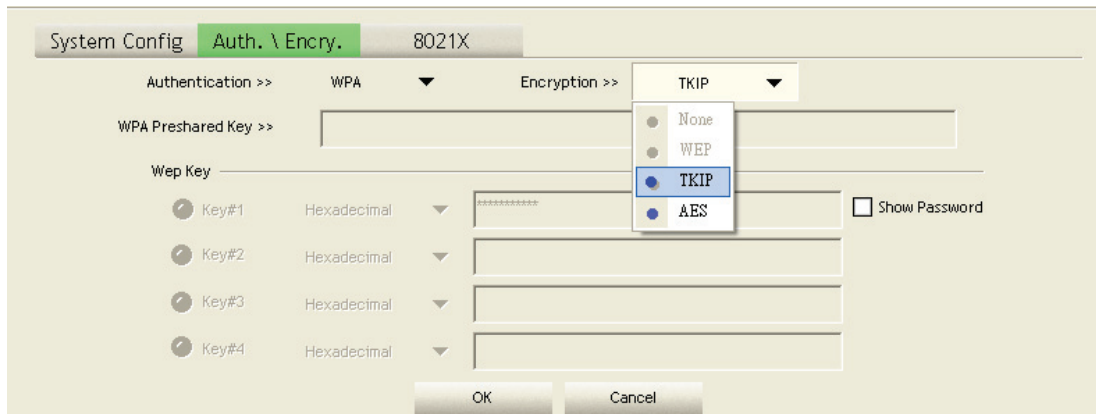 System Config Auth. \ Encry. 8021X
Authentication >> WPA Encryption >> TKIP
None
WPA Preshared Key >>
WEP
Wep Key
TKIP
Key#1 Hexadecimal *********** AES Show Password
Key#2 Hexadecimal
Key#3 Hexadecimal
Key#4 Hexadecimal
OK Cancel